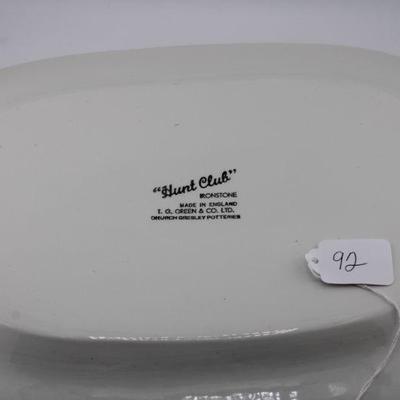 "Hunt Club"
IRONSTONE
MADE IN ENGLAND
T. G. GREEN & CO. LTD.
CHURCH GRESLEY POTTERIES
92